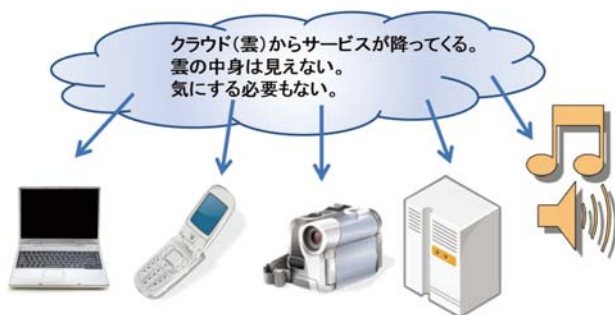 クラウド（雲）からサービスが降ってくる。
雲の中身は見えない。
気にする必要もない。